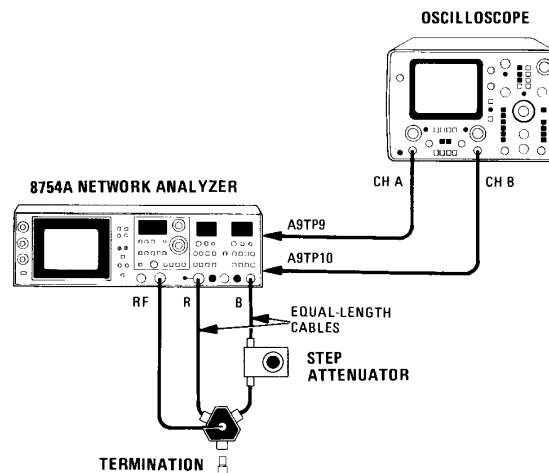 OSCILLOSCOPE
8754A NETWORK ANALYZER
CH A
CH B
A9TP9
A9TP10
RF
R
B
EQUAL-LENGTH
CABLES
STEP
ATTENUATOR
TERMINATION